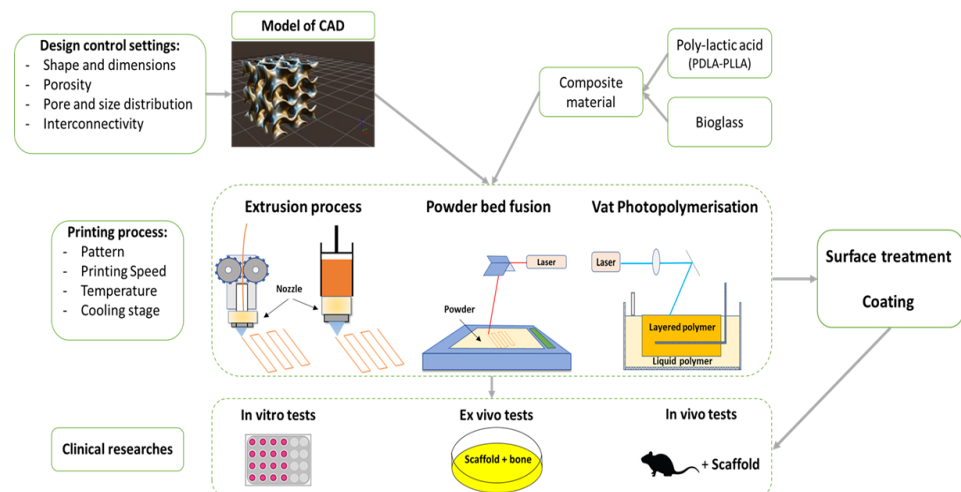 Model of CAD
Design control settings:
- Shape and dimensions
- Porosity
- Pore and size distribution
- Interconnectivity
Composite
material
Poly-lactic acid
(PDLA-PLLA)
Bioglass
Printing process:
- Pattern
- Printing Speed
- Temperature
- Cooling stage
Extrusion process
Nozzle
Powder bed fusion
Laser
Powder
Vat Photopolymerisation
Laser
Layered polymer
Liquid polymer
Surface treatment
Coating
Clinical researches
In vitro tests
Ex vivo tests
Scaffold + bone
In vivo tests
+ Scaffold